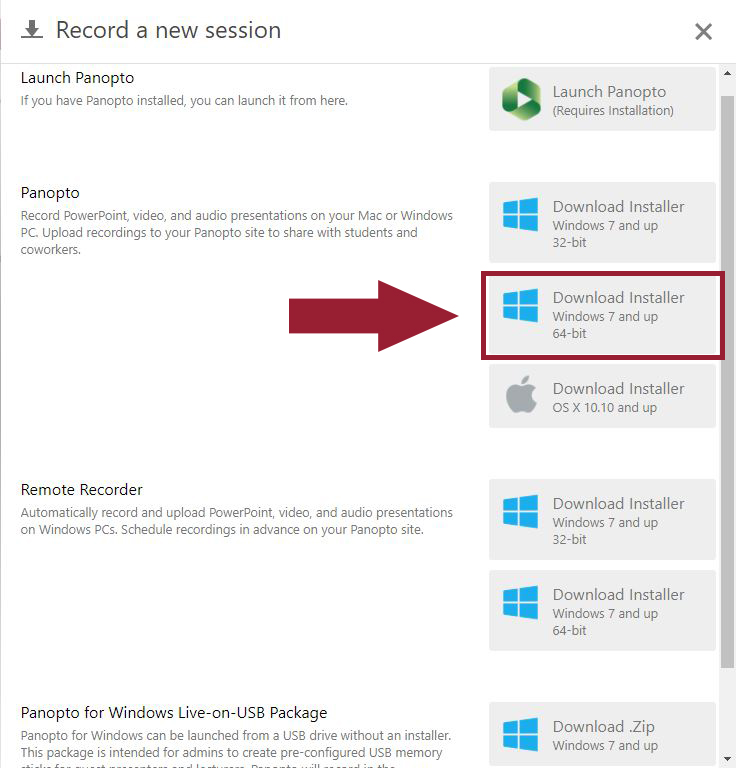 Record a new session
Launch Panopto
If you have Panopto installed, you can launch it from here.
Launch Panopto
(Requires Installation)
Panopto
Record PowerPoint, video, and audio presentations on your Mac or Windows
PC. Upload recordings to your Panopto site to share with students and
coworkers.
Download Installer
Windows 7 and up
32-bit
Download Installer
Windows 7 and up
64-bit
Download Installer
OS X 10.10 and up
Remote Recorder
Automatically record and upload PowerPoint, video, and audio presentations
on Windows PCs. Schedule recordings in advance on your Panopto site.
Download Installer
Windows 7 and up
32-bit
Download Installer
Windows 7 and up
64-bit
Panopto for Windows Live-on-USB Package
Panopto for Windows can be launched from a USB drive without an installer.
This package is intended for admins to create pre-configured USB memory
sticks for guest presenters and lecturers. Panopto will record in the
Download .Zip
Windows 7 and up